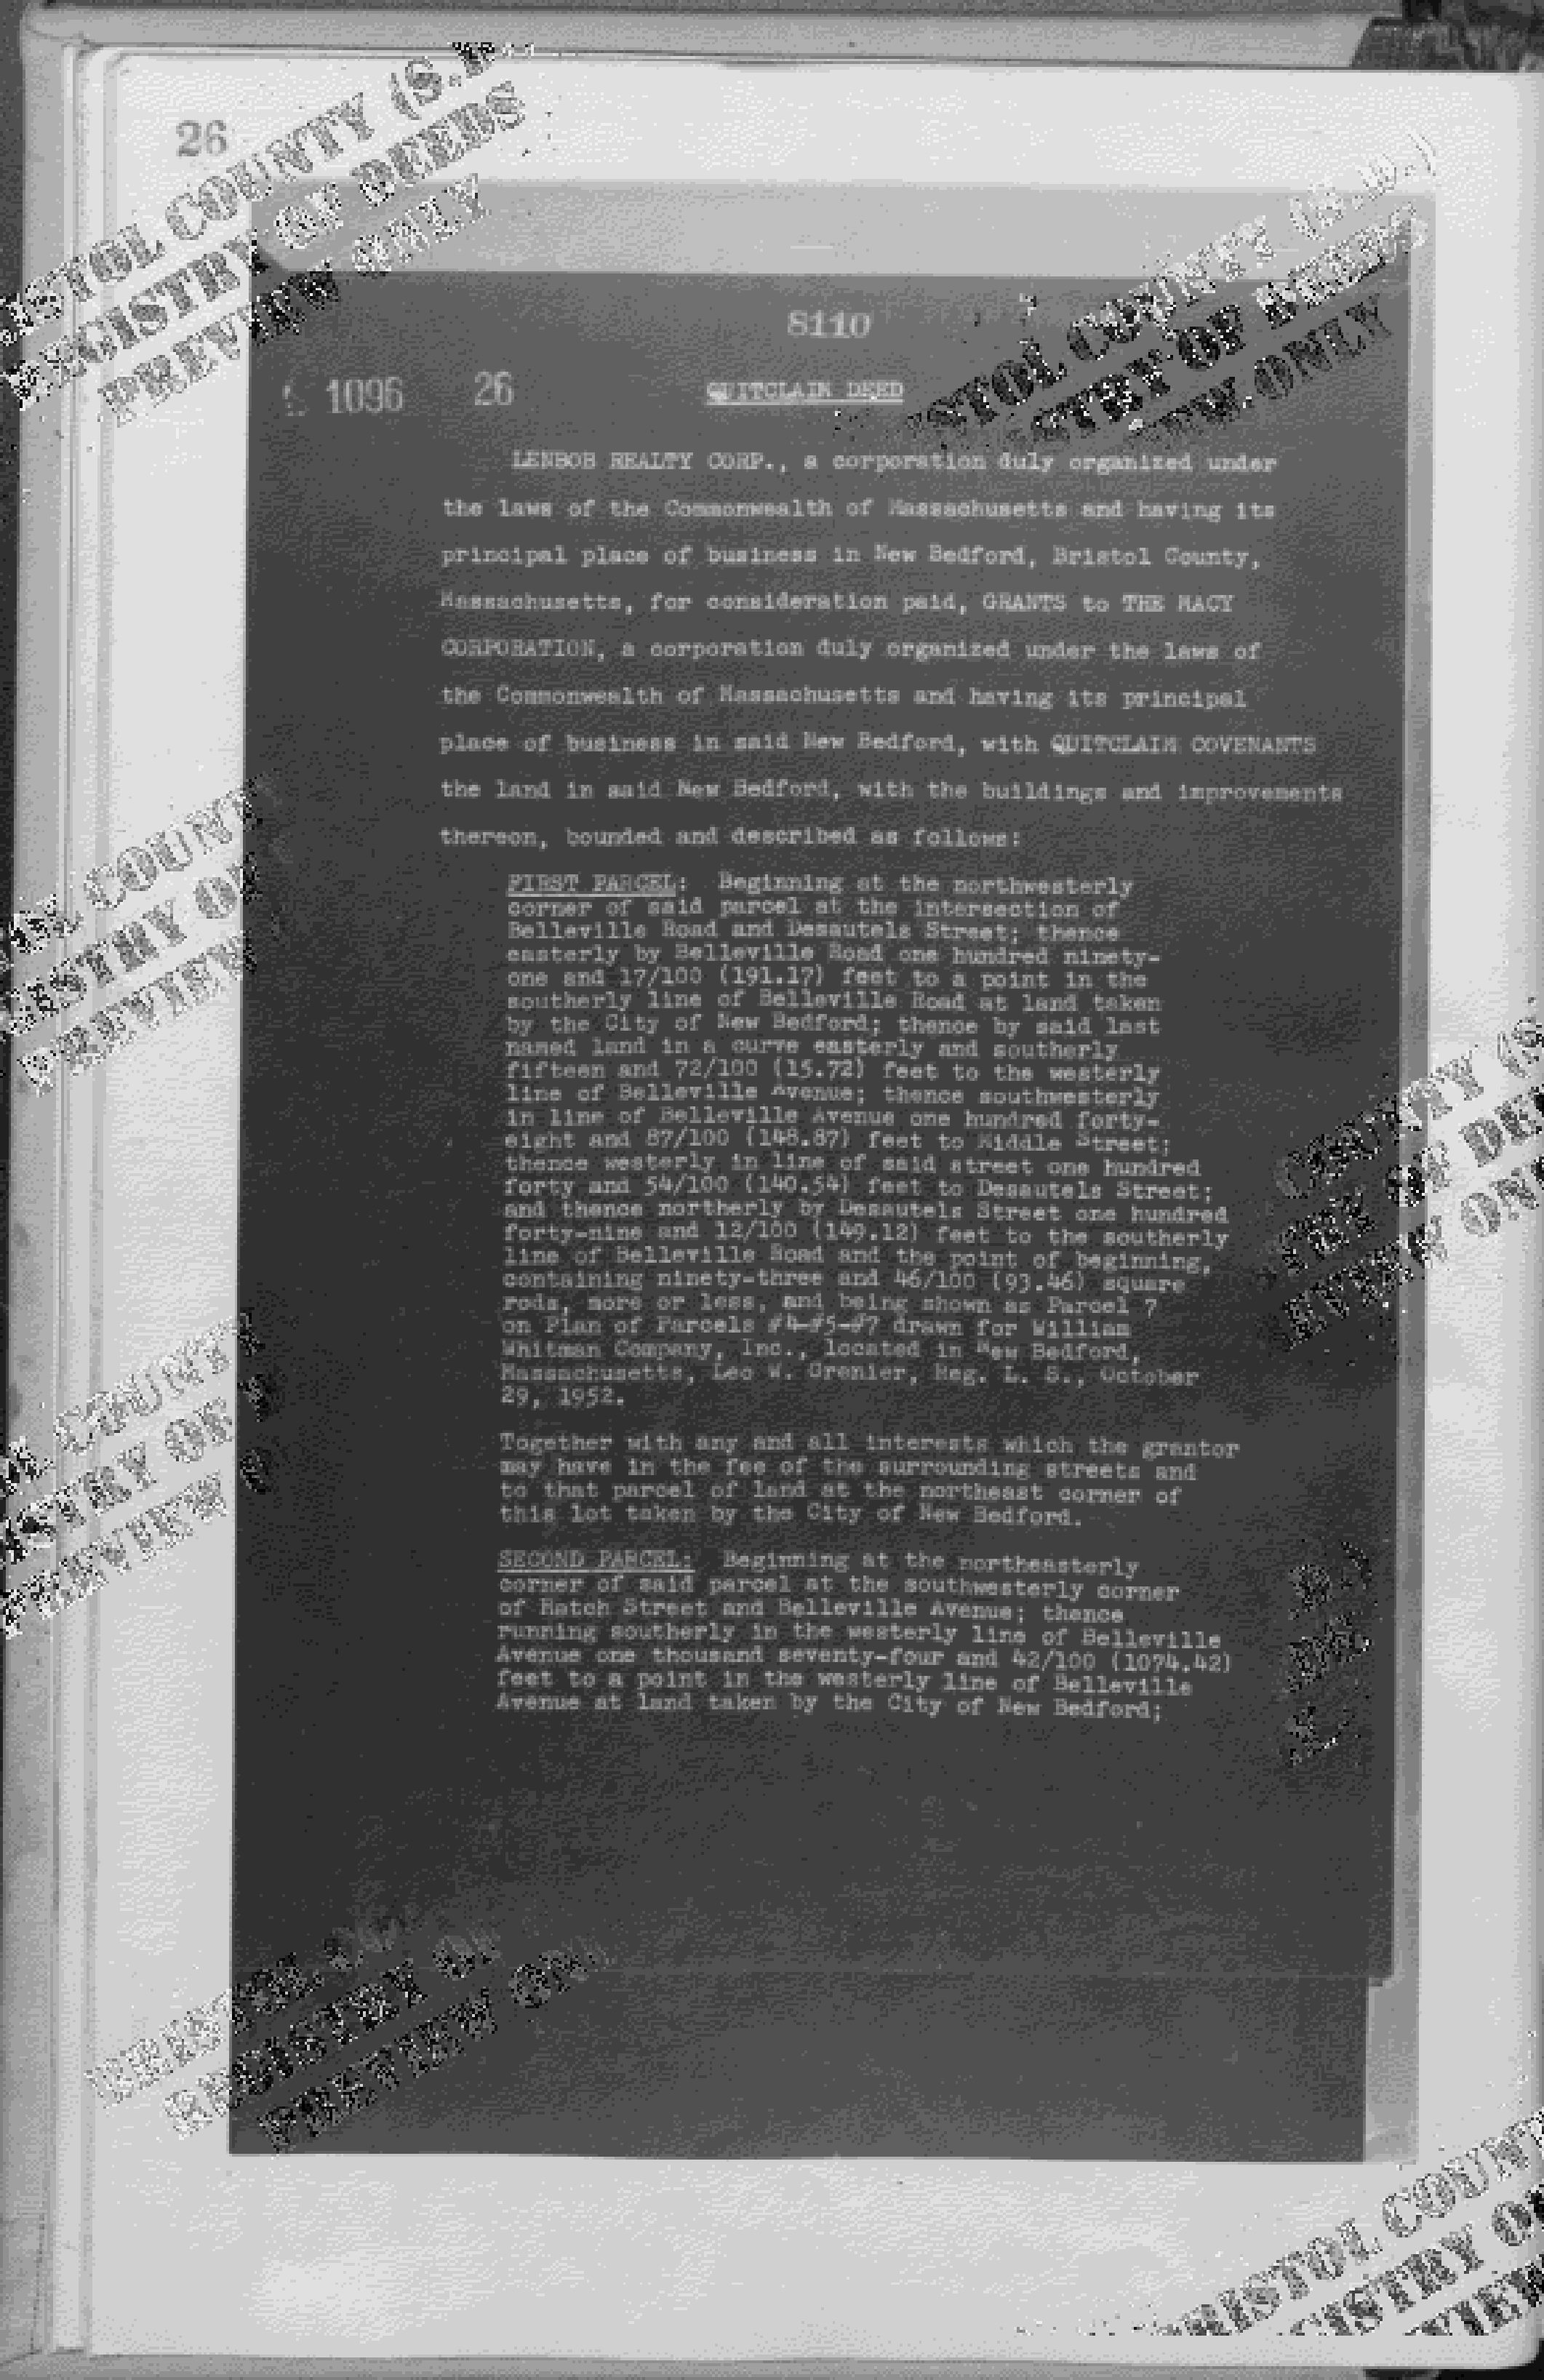 26
8110
1096 26 QUITCLAIM DEED
LENBOB REALTY CORP., a corporation duly organized under
the laws of the Commonwealth of Massachusetts and having its
principal place of business in New Bedford, Bristol County,
Massachusetts, for consideration paid, GRANTS to THE MACY
CORPORATION, a corporation duly organized under the laws of
the Commonwealth of Massachusetts and having its principal
place of business in said New Bedford, with QUITCLAIM COVENANTS
the land in said New Bedford, with the buildings and improvements
thereon, bounded and described as follows:
FIRST PARCEL: Beginning at the northwesterly
corner of said parcel at the intersection of
Belleville Road and Desautels Street; thence
easterly by Belleville Road one hundred ninety-
one and 17/100 (191.17) feet to a point in the
southerly line of Belleville Road at land taken
by the City of New Bedford; thence by said last
named land in a curve easterly and southerly
fifteen and 72/100 (15.72) feet to the westerly
line of Belleville Avenue; thence southwesterly
in line of Belleville Avenue one hundred forty-
eight and 87/100 (148.87) feet to Middle Street;
thence westerly in line of said street one hundred
forty and 54/100 (140.54) feet to Desautels Street;
and thence northerly by Desautels Street one hundred
forty-nine and 12/100 (149.12) feet to the southerly
line of Belleville Road and the point of beginning,
containing ninety-three and 46/100 (93.46) square
rods, more or less, and being shown as Parcel 7
on Plan of Parcels #4-#5-#7 drawn for William
Whitman Company, Inc., located in New Bedford,
Massachusetts, Leo W. Grenier, Reg. L. S., October
29, 1952.
Together with any and all interests which the grantor
may have in the fee of the surrounding streets and
to that parcel of land at the northeast corner of
this lot taken by the City of New Bedford.
SECOND PARCEL: Beginning at the northeasterly
corner of said parcel at the southwesterly corner
of Hatch Street and Belleville Avenue; thence
running southerly in the westerly line of Belleville
Avenue one thousand seventy-four and 42/100 (1074.42)
feet to a point in the westerly line of Belleville
Avenue at land taken by the City of New Bedford;